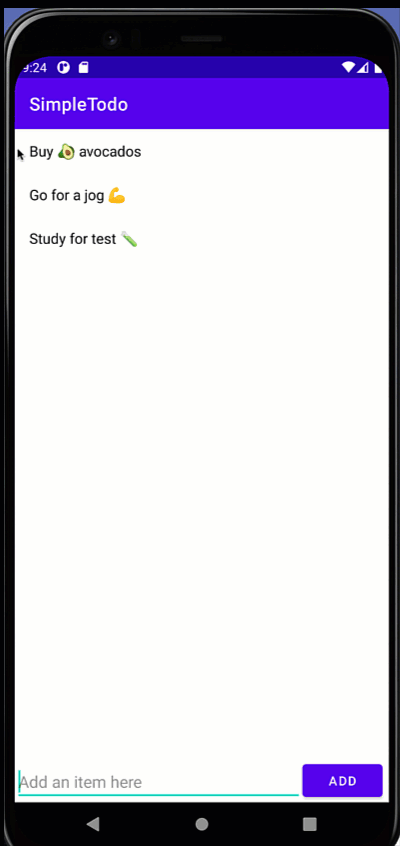 9:24
SimpleTodo
Buy 🥑 avocados
Go for a jog 💪
Study for test 🧪
Add an item here
ADD